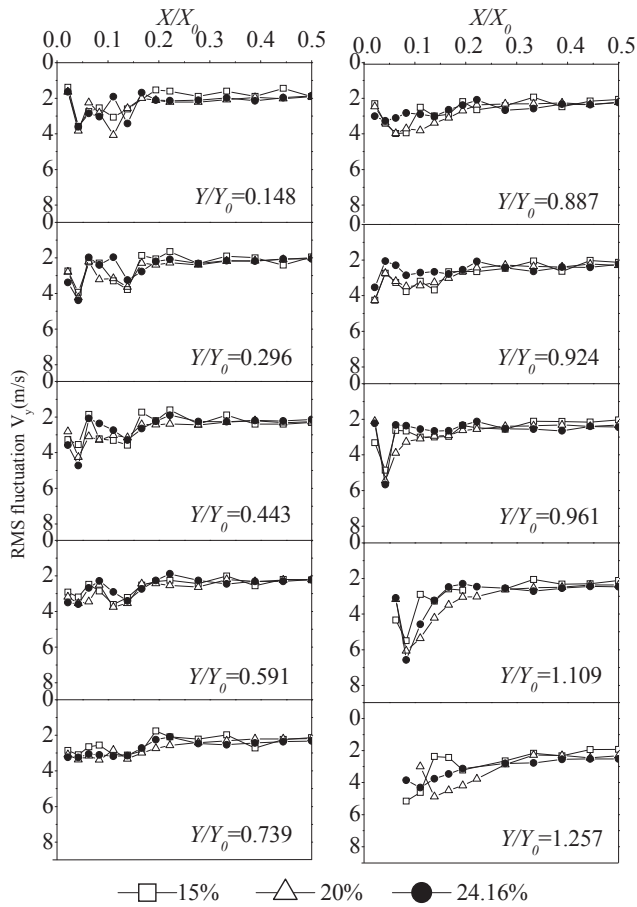 X/X0 X/X0
0.0 0.1 0.2 0.3 0.4 0.5 0.0 0.1 0.2 0.3 0.4 0.5
0 0
2 2
4 4
6 6
8 8
Y/Y0=0.148 Y/Y0=0.887
0 0
2 2
4 4
6 6
8 8
Y/Y0=0.296 Y/Y0=0.924
0 0
2 2
4 4
6 6
8 8
Y/Y0=0.443 Y/Y0=0.961
0 0
2 2
4 4
6 6
8 8
Y/Y0=0.591 Y/Y0=1.109
0 0
2 2
4 4
6 6
8 8
Y/Y0=0.739 Y/Y0=1.257
RMS fluctuation Vy(m/s)
15% 20% 24.16%